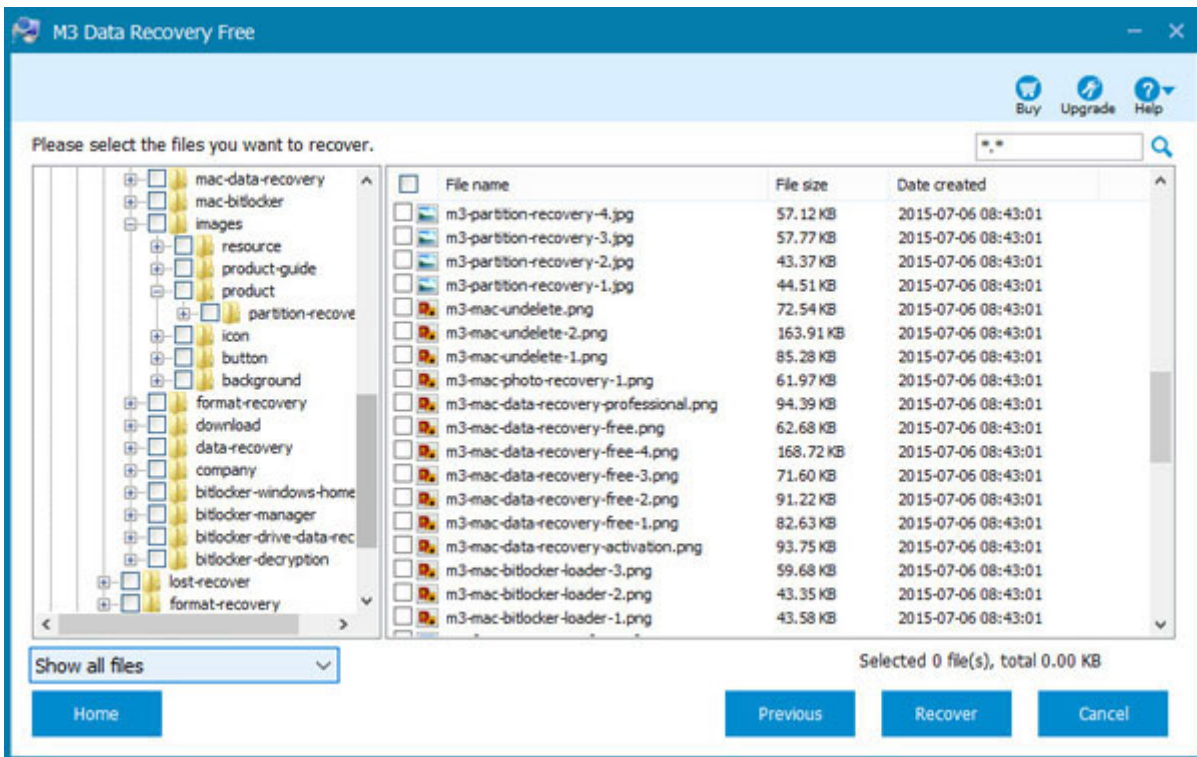 M3 Data Recovery Free
Buy Upgrade Help
Please select the files you want to recover.
*.*
mac-data-recovery
mac-bitlocker
images
resource
product-guide
product
partition-recove
icon
button
background
format-recovery
download
data-recovery
company
bitlocker-windows-home
bitlocker-manager
bitlocker-drive-data-rec
bitlocker-decryption
lost-recover
format-recovery
File name File size Date created
m3-partition-recovery-4.jpg 57.12 KB 2015-07-06 08:43:01
m3-partition-recovery-3.jpg 57.77 KB 2015-07-06 08:43:01
m3-partition-recovery-2.jpg 43.37 KB 2015-07-06 08:43:01
m3-partition-recovery-1.jpg 44.51 KB 2015-07-06 08:43:01
m3-mac-undelete.png 72.54 KB 2015-07-06 08:43:01
m3-mac-undelete-2.png 163.91 KB 2015-07-06 08:43:01
m3-mac-undelete-1.png 85.28 KB 2015-07-06 08:43:01
m3-mac-photo-recovery-1.png 61.97 KB 2015-07-06 08:43:01
m3-mac-data-recovery-professional.png 94.39 KB 2015-07-06 08:43:01
m3-mac-data-recovery-free.png 62.68 KB 2015-07-06 08:43:01
m3-mac-data-recovery-free-4.png 168.72 KB 2015-07-06 08:43:01
m3-mac-data-recovery-free-3.png 71.60 KB 2015-07-06 08:43:01
m3-mac-data-recovery-free-2.png 91.22 KB 2015-07-06 08:43:01
m3-mac-data-recovery-free-1.png 82.63 KB 2015-07-06 08:43:01
m3-mac-data-recovery-activation.png 93.75 KB 2015-07-06 08:43:01
m3-mac-bitlocker-loader-3.png 59.68 KB 2015-07-06 08:43:01
m3-mac-bitlocker-loader-2.png 43.35 KB 2015-07-06 08:43:01
m3-mac-bitlocker-loader-1.png 43.58 KB 2015-07-06 08:43:01
Show all files
Selected 0 file(s), total 0.00 KB
Home Previous Recover Cancel